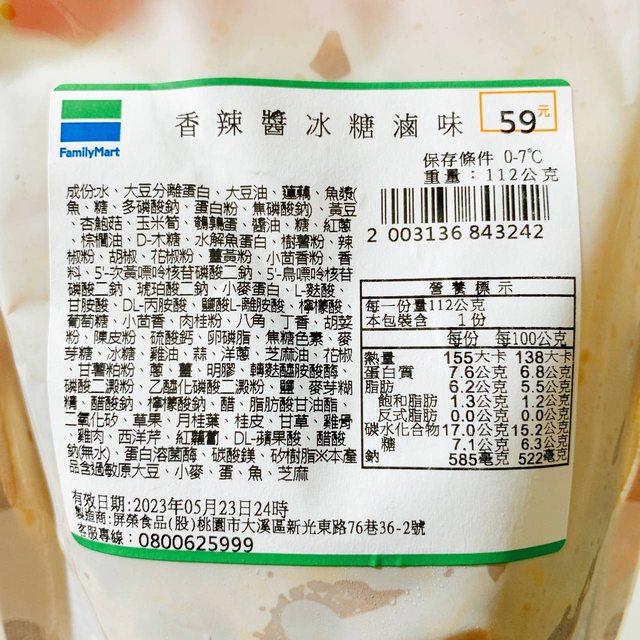 FamilyMart
香辣醬冰糖滷味 59元
保存條件 0-7℃
重量：112公克
2 003136 843242
成份水、大豆分離蛋白、大豆油、蓮藕、魚漿(
魚、糖、多磷酸鈉、蛋白粉、焦磷酸鈉)、黃豆
、杏鮑菇、玉米筍、鵪鶉蛋、醬油、糖、紅蔥
、棕櫚油、D-木糖、水解魚蛋白、樹薯粉、辣
椒粉、胡椒、花椒粉、薑黃粉、小茴香粉、香
料、5'-次黃嘌呤核苷磷酸二鈉、5'-鳥嘌呤核苷
磷酸二鈉、琥珀酸二鈉、小麥蛋白、L-麩酸、
甘胺酸、DL-丙胺酸、鹽酸L-離胺酸、檸檬酸、
葡萄糖、小茴香、肉桂粉、八角、丁香、胡荽
粉、陳皮粉、硫酸鈣、卵磷脂、焦糖色素、麥
芽糖、冰糖、雞油、蒜、洋蔥、芝麻油、花椒
、甘薯粕粉、蔥、薑、明膠、轉麩醯胺酸酶、
磷酸二澱粉、乙醯化磷酸二澱粉、鹽、麥芽糊
精、醋酸鈉、檸檬酸鈉、醋、脂肪酸甘油酯、
二氧化矽、草果、月桂葉、桂皮、甘草、雞骨
、雞肉、西洋芹、紅蘿蔔、DL-蘋果酸、醋酸
鈉(無水)、蛋白溶菌酶、碳酸鎂、矽樹脂※本產
品含過敏原大豆、小麥、蛋、魚、芝麻
營養標示
每一份量112公克
本包裝含 1份
每份 每100公克
熱量 155大卡 138大卡
蛋白質 7.6公克 6.8公克
脂肪 6.2公克 5.5公克
飽和脂肪 1.3公克 1.2公克
反式脂肪 0.0公克 0.0公克
碳水化合物 17.0公克 15.2公克
糖 7.1公克 6.3公克
鈉 585毫克 522毫克
有效日期:2023年05月23日24時
製造商:屏榮食品(股)桃園市大溪區新光東路76巷36-2號
客服專線：0800625999